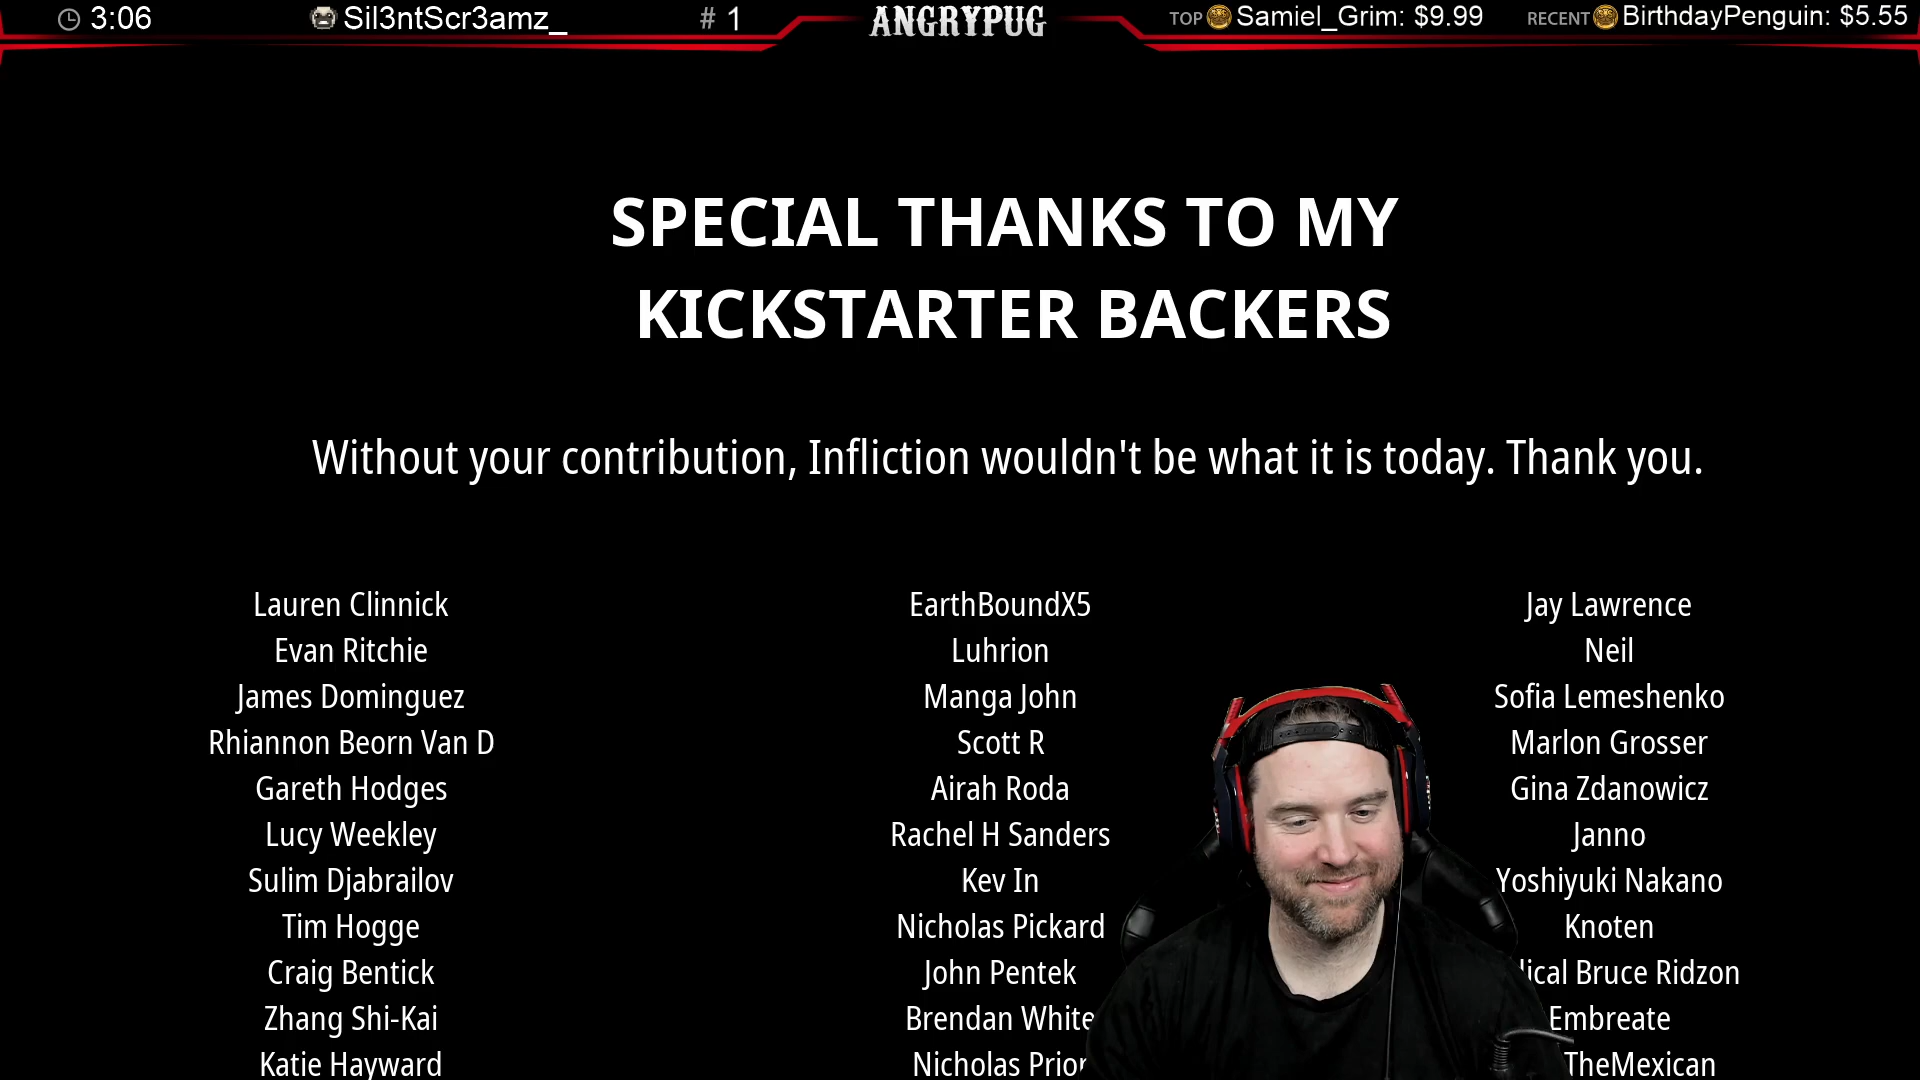 3:06 Sil3ntScr3amz_ # 1 ANGRYPUG TOP Samiel_Grim: $9.99 RECENT BirthdayPenguin: $5.55
SPECIAL THANKS TO MY
KICKSTARTER BACKERS
Without your contribution, Infliction wouldn't be what it is today. Thank you.
Lauren Clinnick
Evan Ritchie
James Dominguez
Rhiannon Beorn Van D
Gareth Hodges
Lucy Weekley
Sulim Djabrailov
Tim Hogge
Craig Bentick
Zhang Shi-Kai
Katie Hayward
EarthBoundX5
Luhrion
Manga John
Scott R
Airah Roda
Rachel H Sanders
Kev In
Nicholas Pickard
John Pentek
Brendan White
Nicholas Prior
Jay Lawrence
Neil
Sofia Lemeshenko
Marlon Grosser
Gina Zdanowicz
Janno
Yoshiyuki Nakano
Knoten
Bruce Ridzon
Embreate
TheMexican